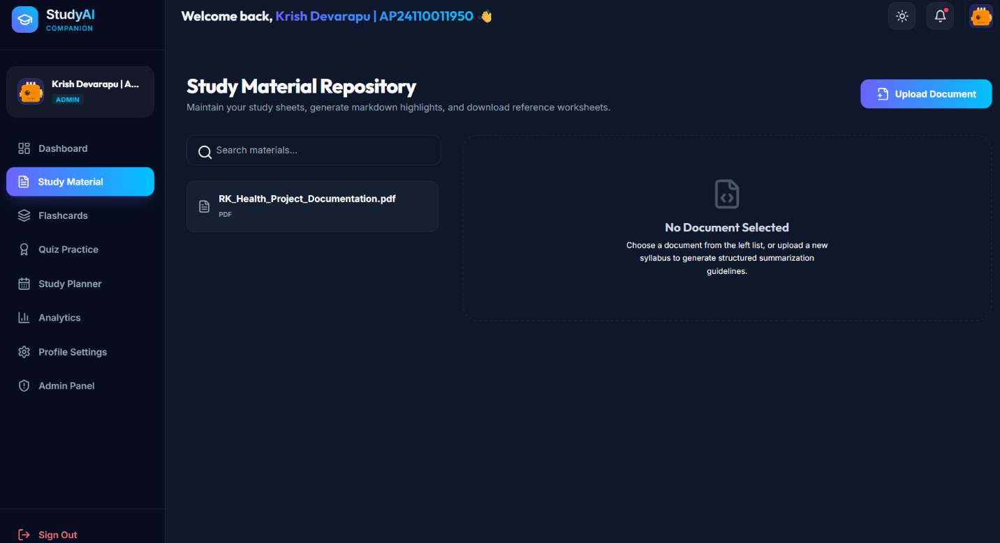 StudyAI
COMPANION
Welcome back, Krish Devarapu | AP24110011950 👋
Krish Devarapu | A...
ADMIN
Dashboard
Study Material
Flashcards
Quiz Practice
Study Planner
Analytics
Profile Settings
Admin Panel
Sign Out
Study Material Repository
Maintain your study sheets, generate markdown highlights, and download reference worksheets.
Upload Document
Search materials...
RK_Health_Project_Documentation.pdf
PDF
No Document Selected
Choose a document from the left list, or upload a new
syllabus to generate structured summarization
guidelines.